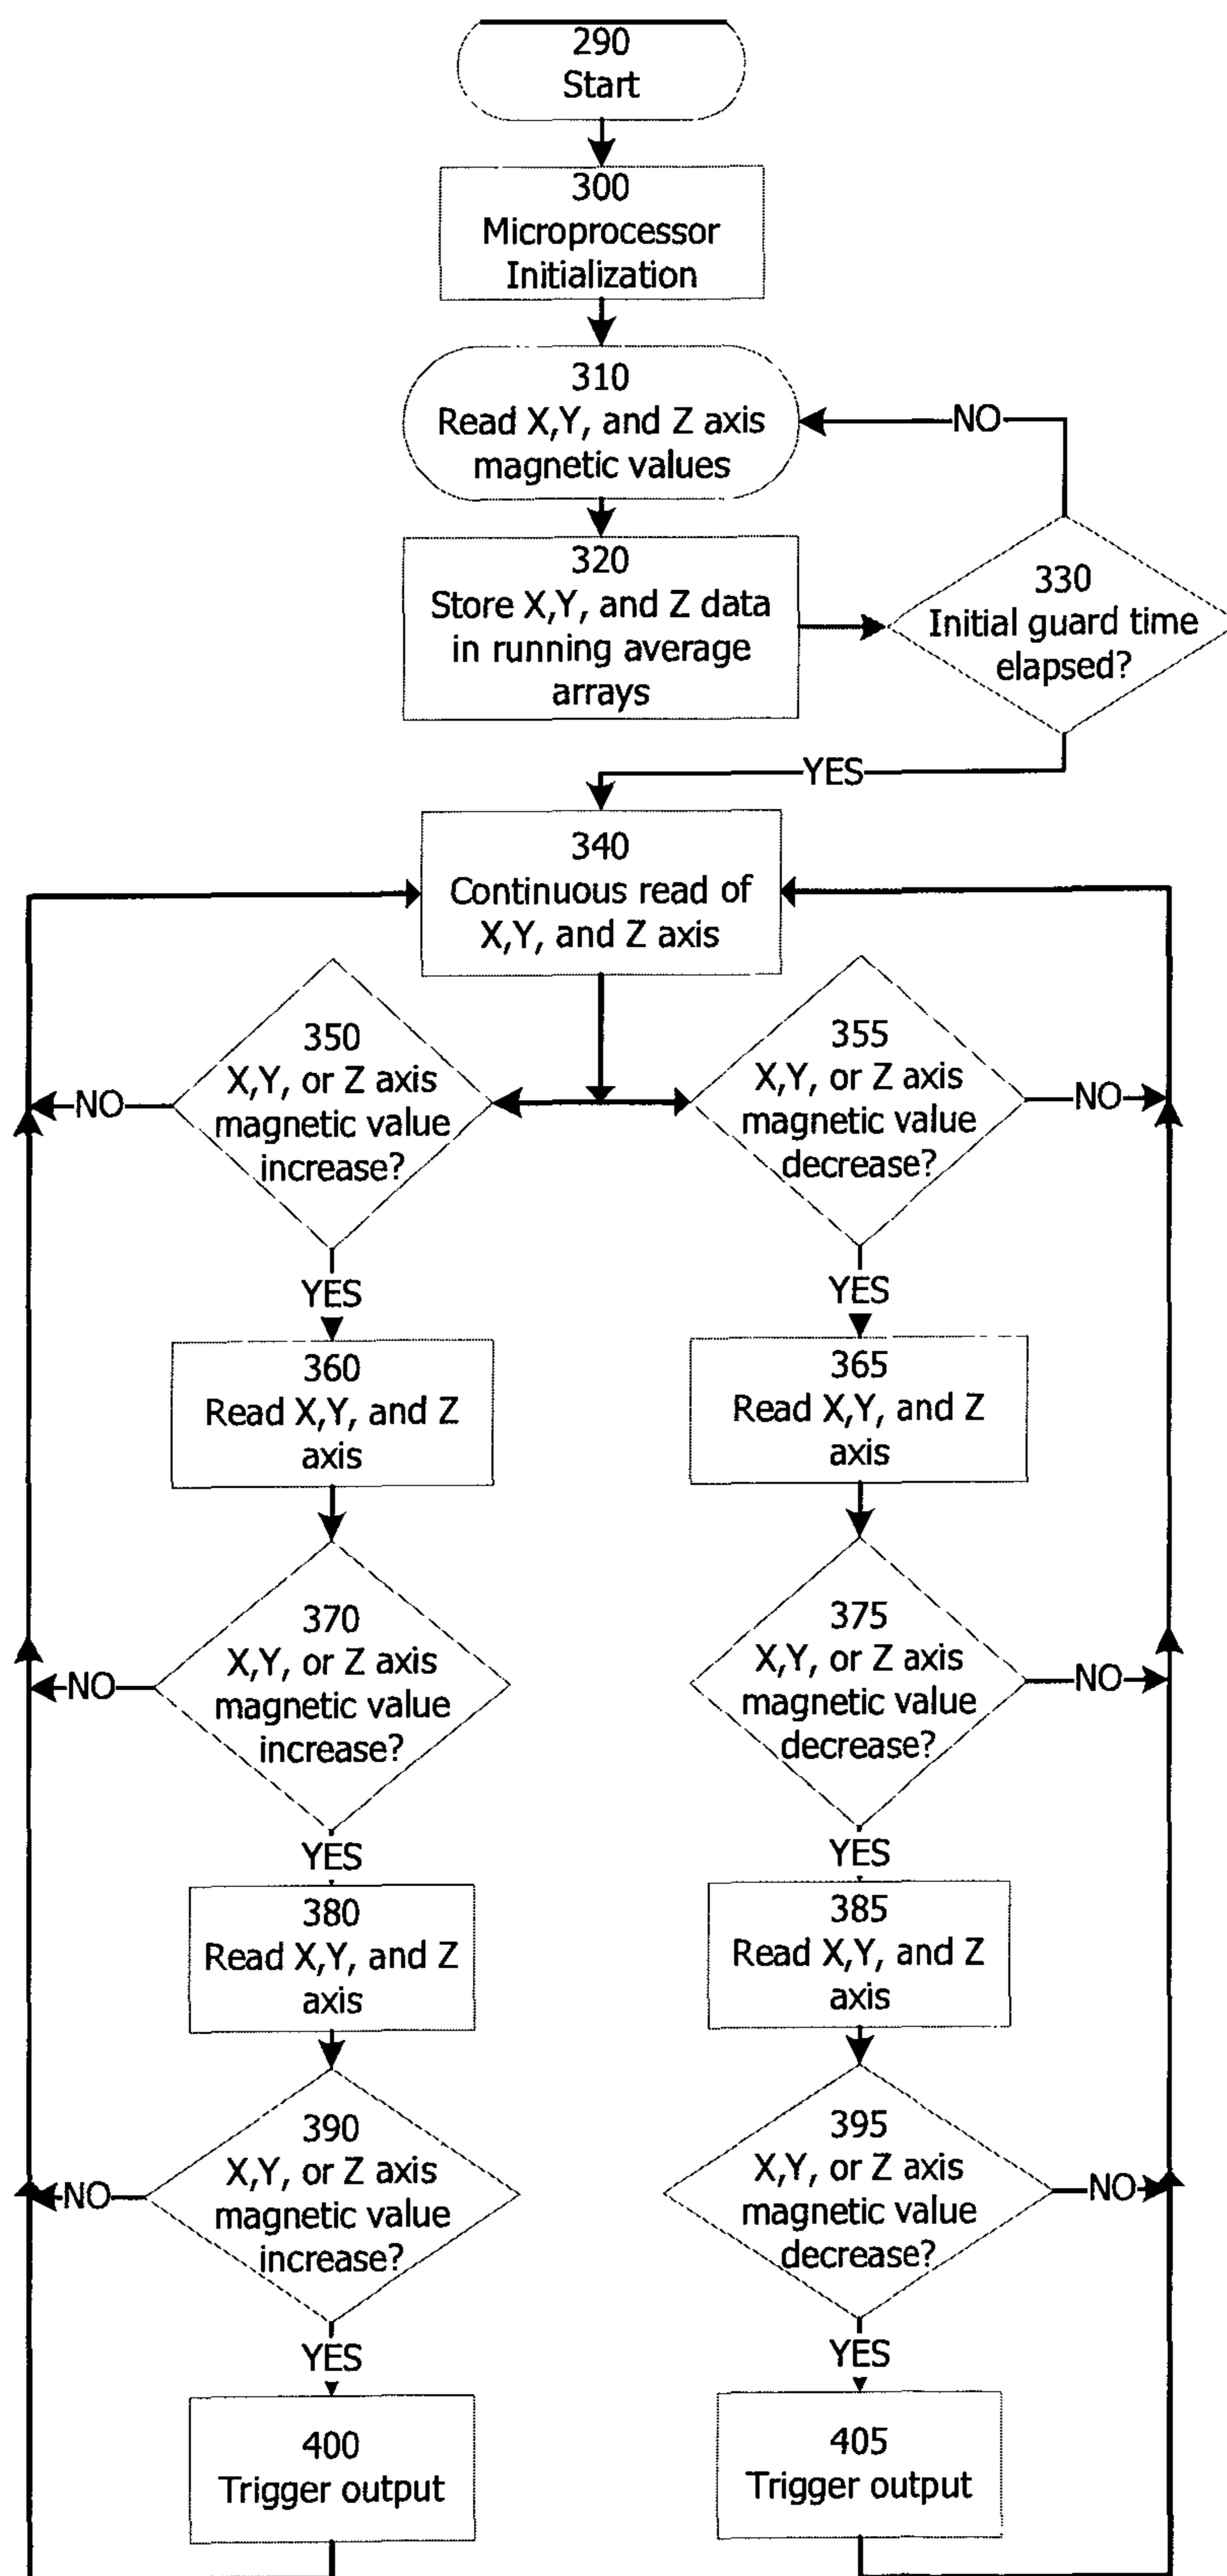 290
Start
300
Microprocessor
Initialization
310
Read X,Y, and Z axis
magnetic values
NO
320
Store X,Y, and Z data
in running average
arrays
330
Initial guard time
elapsed?
YES
340
Continuous read of
X,Y, and Z axis
350
X,Y, or Z axis
magnetic value
increase?
NO
355
X,Y, or Z axis
magnetic value
decrease?
NO
YES
YES
360
Read X,Y, and Z
axis
365
Read X,Y, and Z
axis
370
X,Y, or Z axis
magnetic value
increase?
NO
375
X,Y, or Z axis
magnetic value
decrease?
NO
YES
YES
380
Read X,Y, and Z
axis
385
Read X,Y, and Z
axis
390
X,Y, or Z axis
magnetic value
increase?
NO
395
X,Y, or Z axis
magnetic value
decrease?
NO
YES
YES
400
Trigger output
405
Trigger output